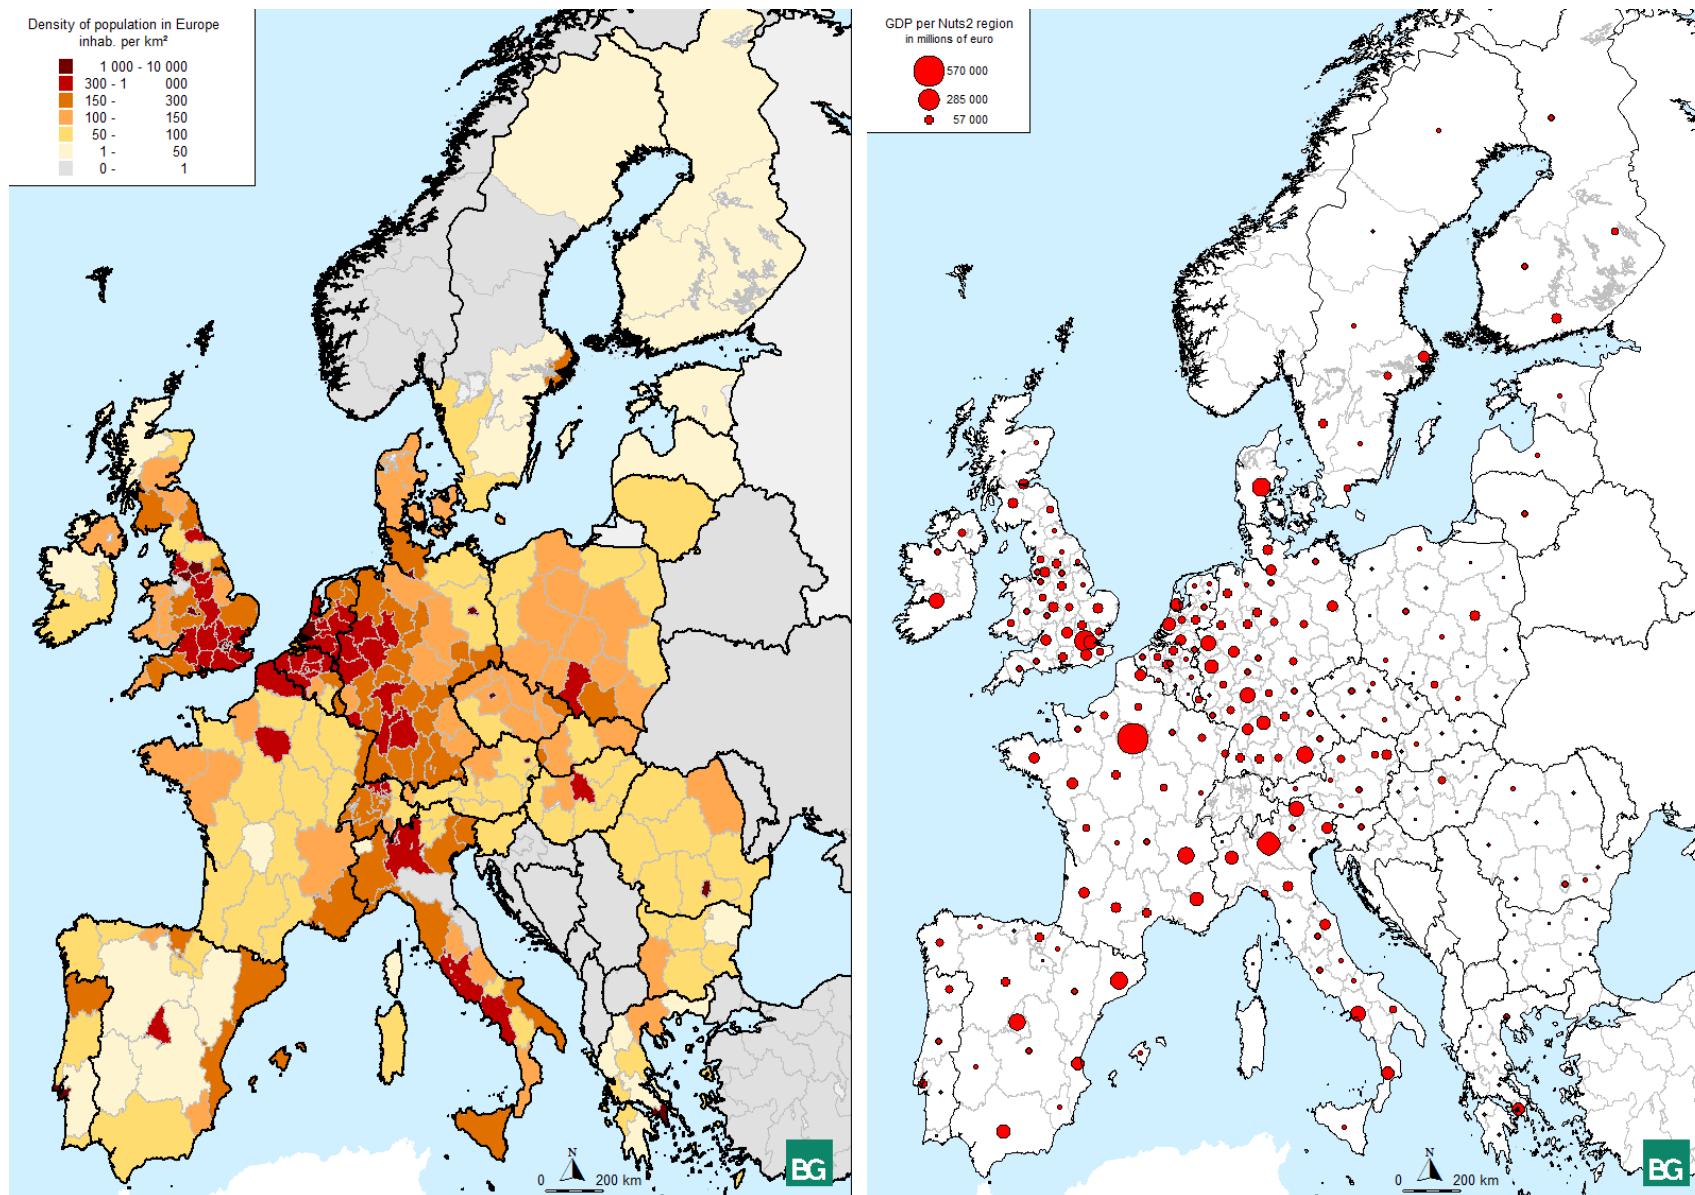 Density of population in Europe
inhab. per km²
1 000 - 10 000
300 - 1 000
150 - 300
100 - 150
50 - 100
1 - 50
0 - 1
N
0 200 km
BG
GDP per Nuts2 region
in millions of euro
570 000
285 000
57 000
N
0 200 km
BG